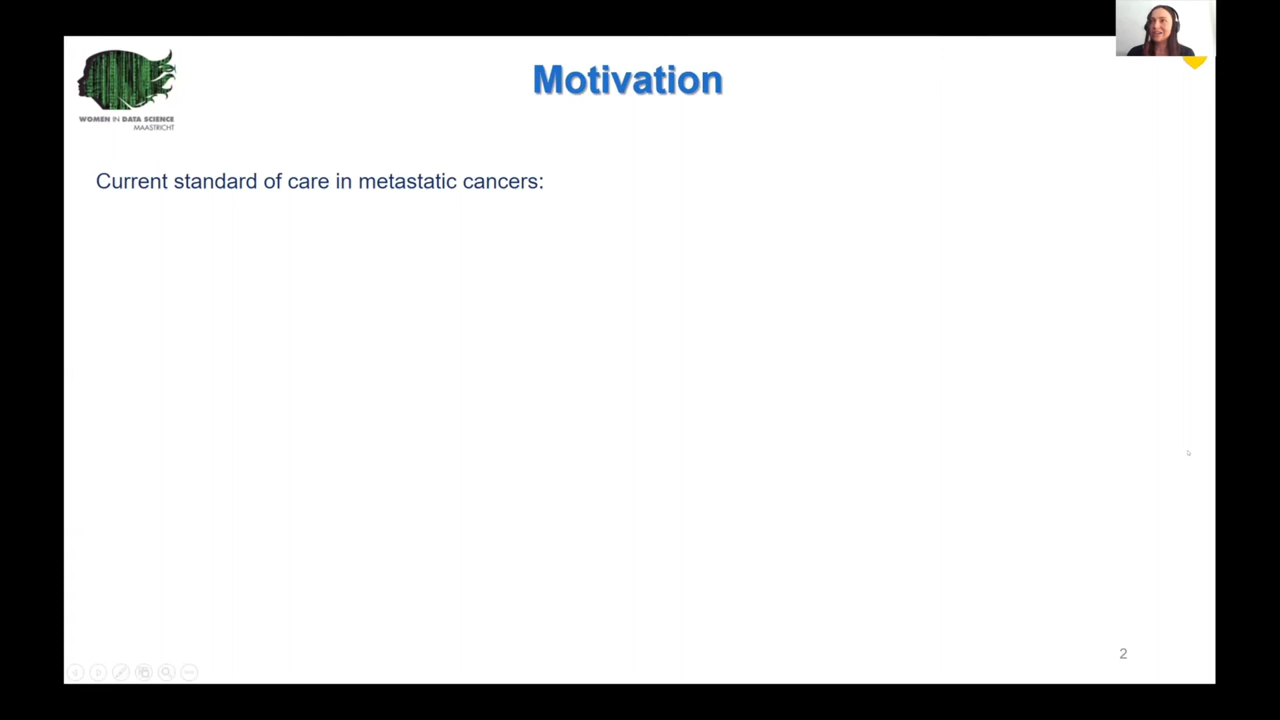 Motivation
WOMEN IN DATA SCIENCE
MAASTRICHT
Current standard of care in metastatic cancers:
2